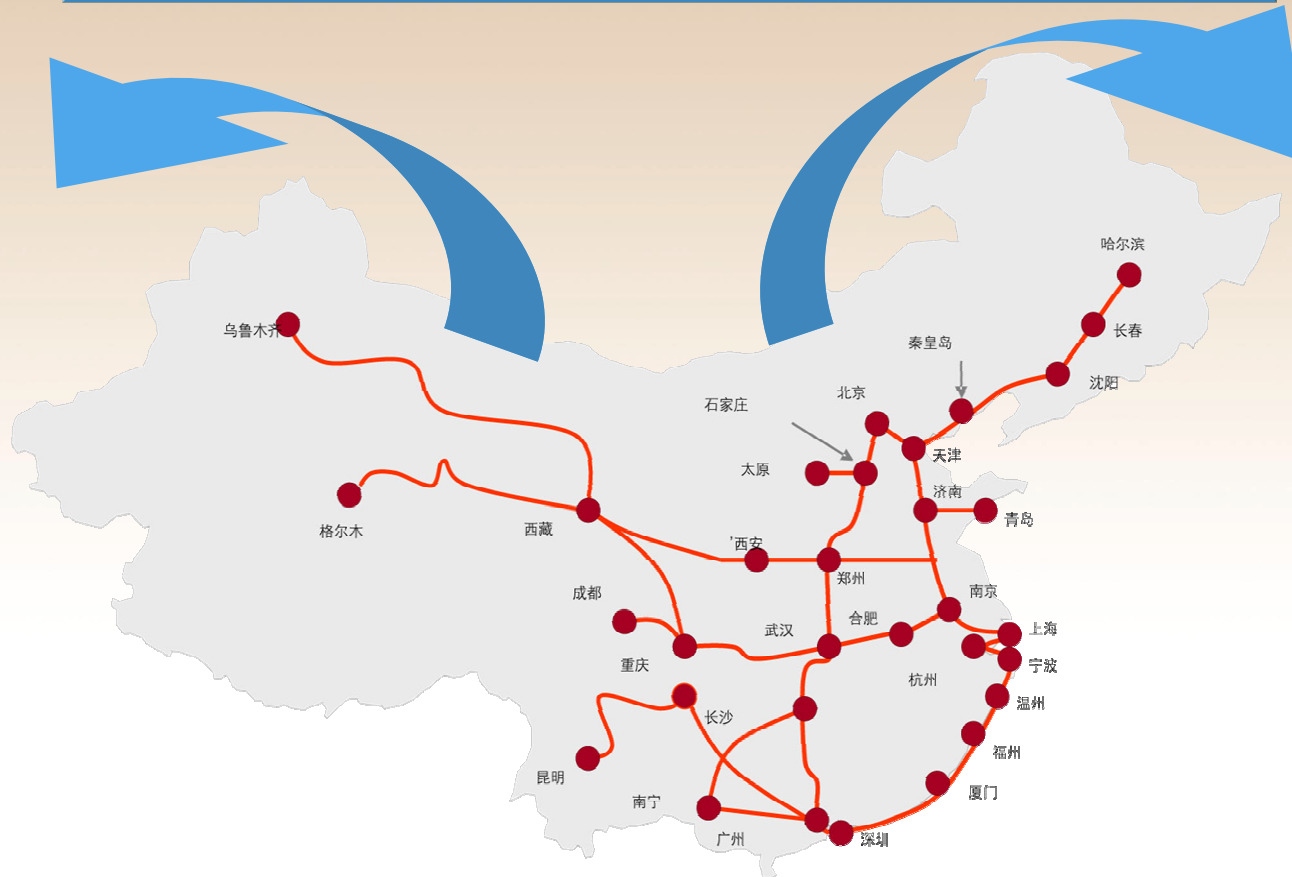 哈尔滨
乌鲁木齐
长春
秦皇岛
沈阳
北京
石家庄
天津
太原
济南
青岛
格尔木
西藏
'西安
郑州
成都
南京
合肥
武汉
上海
重庆
宁波
杭州
温州
长沙
福州
昆明
厦门
南宁
广州
深圳